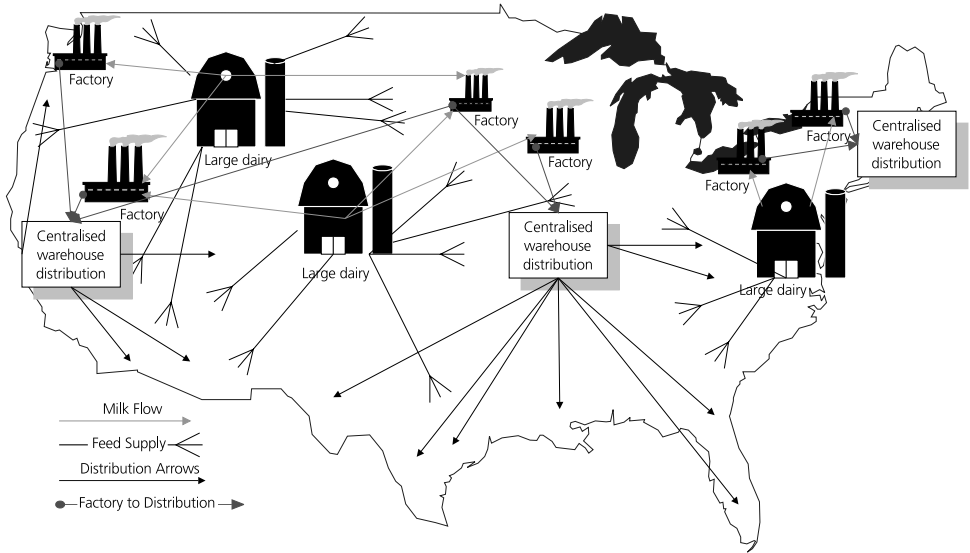 Factory
Factory
Large dairy
Factory
Factory
Factory
Factory
Centralised
warehouse
distribution
Large dairy
Centralised
warehouse
distribution
Centralised
warehouse
distribution
Large dairy
Milk Flow
Feed Supply
Distribution Arrows
Factory to Distribution